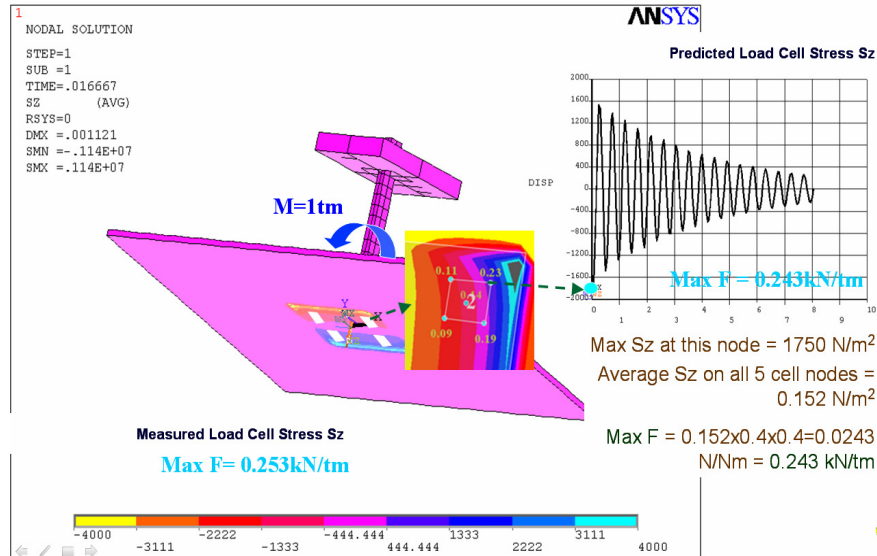 1
NODAL SOLUTION
STEP=1
SUB =1
TIME=.016667
SZ (AVG)
RSYS=0
DMX =.001121
SMN =-.114E+07
SMX =.114E+07
ANSYS
Predicted Load Cell Stress Sz
2000
1600
1200
800
400
0
-400
-800
-1200
-1600
-2000
DISP
0 1 2 3 4 5 6 7 8 9 10
M=1tm
Max F = 0.243kN/tm
0.11 0.23
2
0.09 0.19
Y
X
Max Sz at this node = 1750 N/m²
Average Sz on all 5 cell nodes =
0.152 N/m²
Max F = 0.152x0.4x0.4=0.0243
N/Nm = 0.243 kN/tm
Measured Load Cell Stress Sz
Max F= 0.253kN/tm
-4000 -2222 -444.444 1333 3111
-3111 -1333 444.444 2222 4000